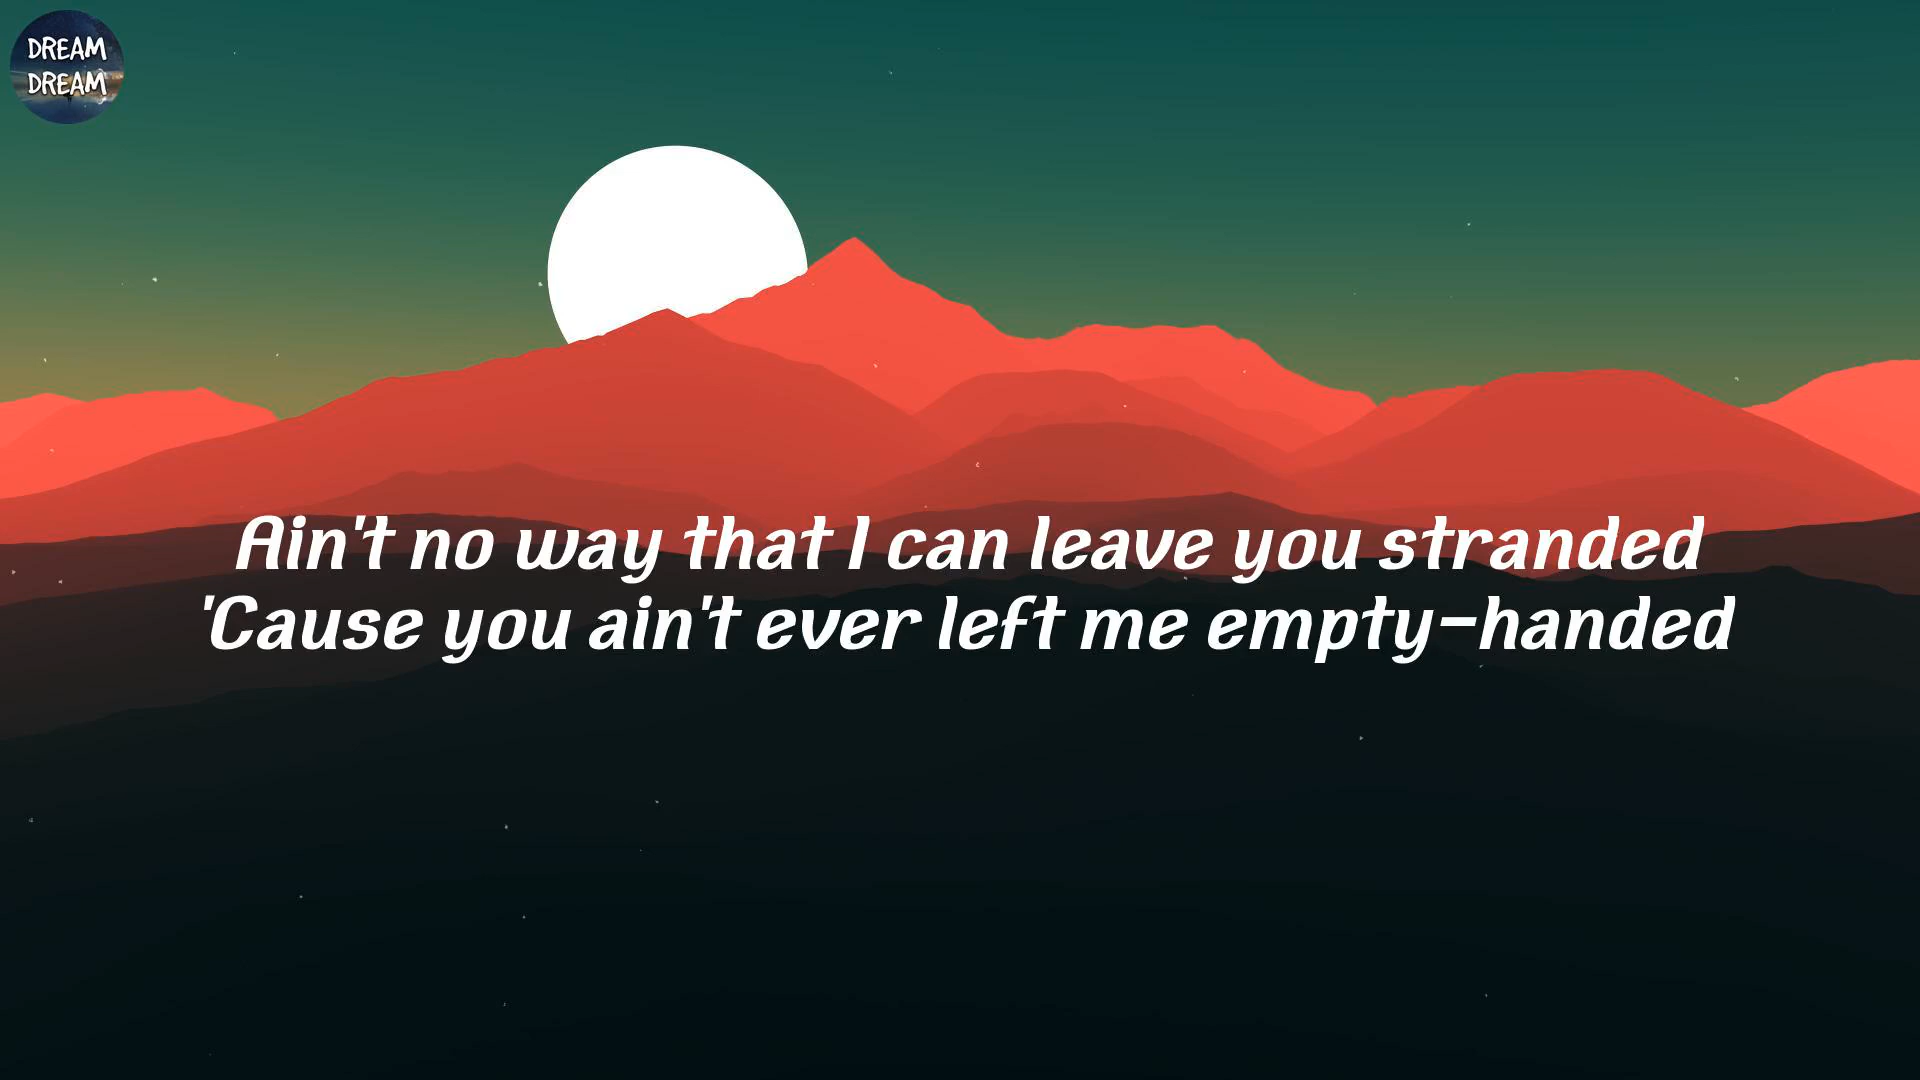 DREAM
DREAM
Ain't no way that I can leave you stranded
'Cause you ain't ever left me empty-handed